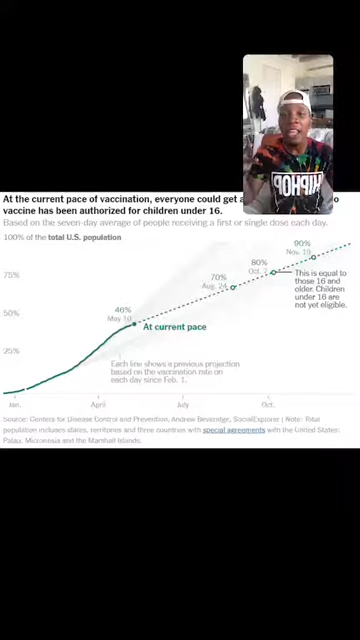 At the current pace of vaccination, everyone could get a
vaccine has been authorized for children under 16.
Based on the seven-day average of people receiving a first or single dose each day.
100% of the total U.S. population
90%
Nov. 19
80%
Oct.
70%
Aug. 24
75%
This is equal to
those 16 and
older. Children
under 16 are
not yet eligible.
46%
May 10
50%
At current pace
25%
Each line shows a previous projection
based on the vaccination rate on
each day since Feb. 1.
Jan.
April
July
Oct.
Source: Centers for Disease Control and Prevention, Andrew Beveridge, SocialExplorer | Note: Total
population includes states, territories and three countries with special agreements with the United States:
Palau, Micronesia and the Marshall Islands.